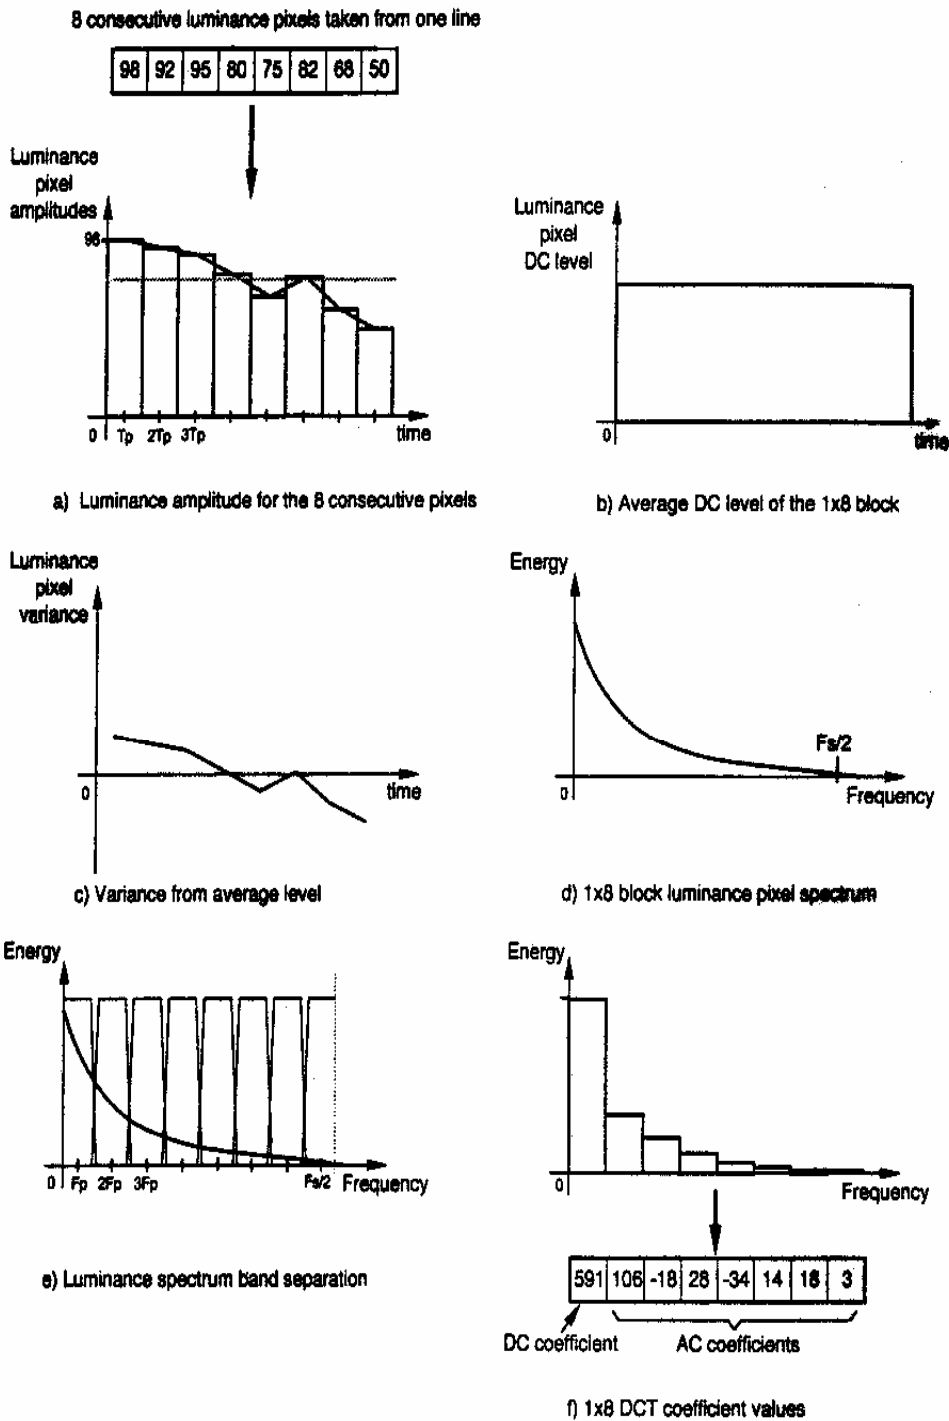 8 consecutive luminance pixels taken from one line
98 92 95 80 75 82 68 50
Luminance
pixel
amplitudes
98
0 Tp 2Tp 3Tp time
a) Luminance amplitude for the 8 consecutive pixels
Luminance
pixel
DC level
0 time
b) Average DC level of the 1x8 block
Luminance
pixel
variance
0 time
c) Variance from average level
Energy
Fs/2
0 Frequency
d) 1x8 block luminance pixel spectrum
Energy
0 Fp 2Fp 3Fp Fs/2 Frequency
e) Luminance spectrum band separation
Energy
0 Frequency
591 106 -18 28 -34 14 18 3
DC coefficient AC coefficients
f) 1x8 DCT coefficient values